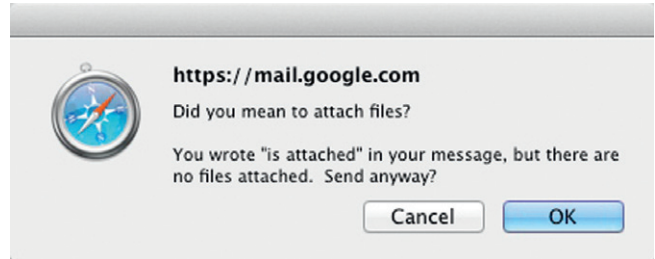 https://mail.google.com
Did you mean to attach files?
You wrote "is attached" in your message, but there are
no files attached.  Send anyway?
Cancel OK